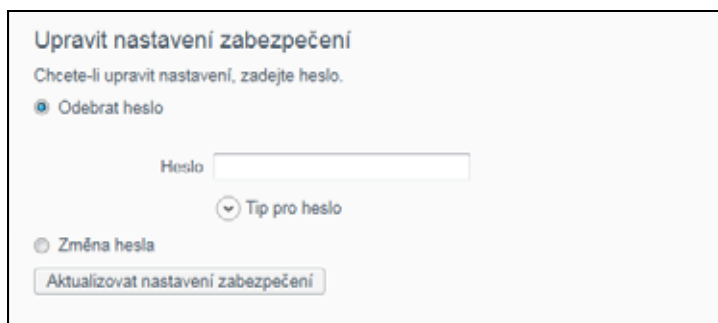 Upravit nastavení zabezpečení
Chcete-li upravit nastavení, zadejte heslo.
Odebrat heslo
Heslo
Tip pro heslo
Změna hesla
Aktualizovat nastavení zabezpečení